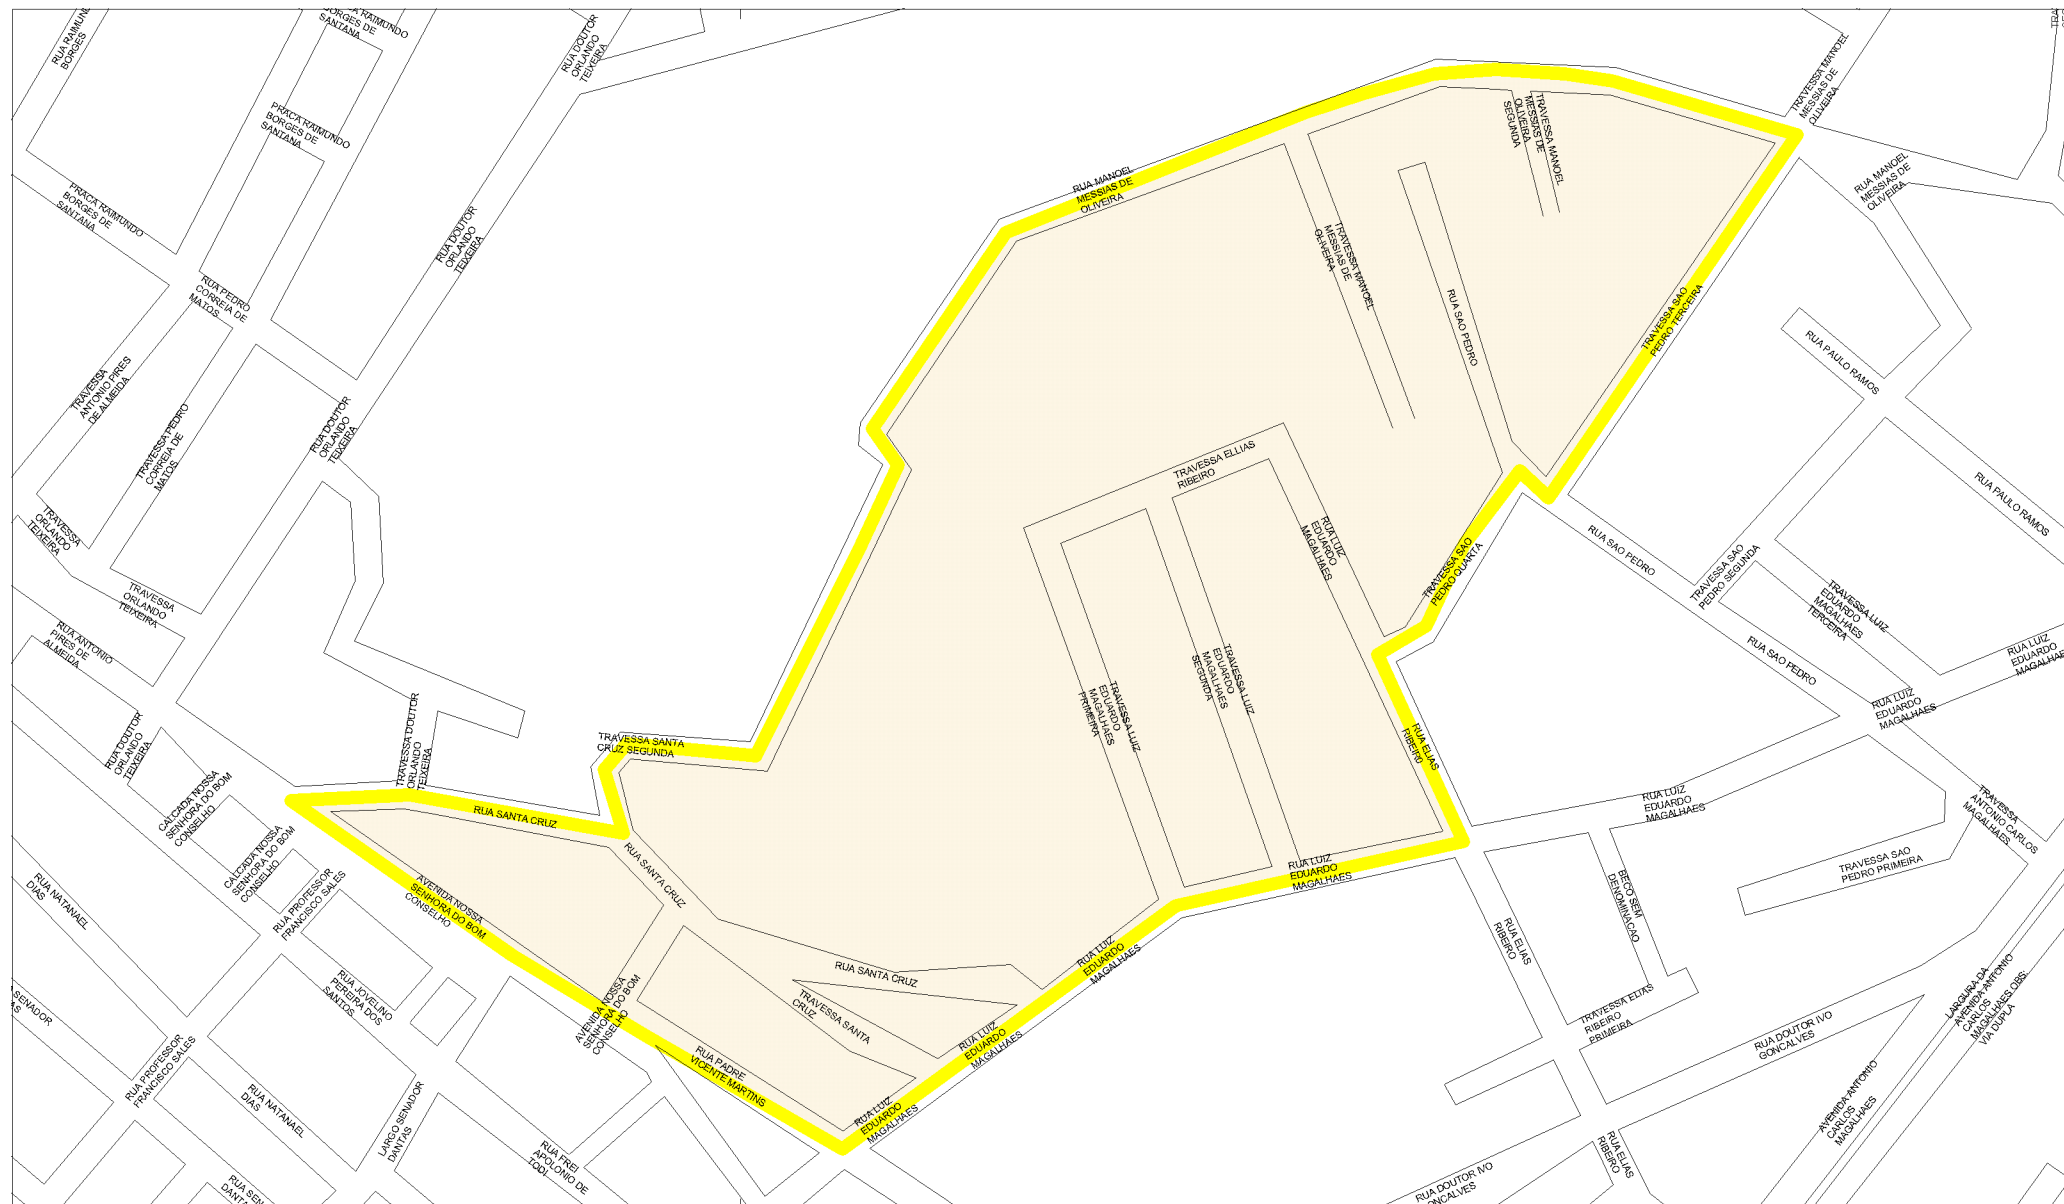 RUA RAIMUNDO
BORGES
RAIMUNDO
BORGES DE
SANTANA
PRACA RAIMUNDO
BORGES DE
SANTANA
PRACA RAIMUNDO
BORGES DE
SANTANA
RUA DOUTOR
ORLANDO
TEIXEIRA
RUA DOUTOR
ORLANDO
TEIXEIRA
RUA PEDRO
CORREIA DE
MATOS
TRAVESSA
ANTONIO PIRES
DE ALMEIDA
TRAVESSA PEDRO
CORREIA DE
MATOS
RUA DOUTOR
ORLANDO
TEIXEIRA
TRAVESSA
ORLANDO
TEIXEIRA
TRAVESSA
ORLANDO
TEIXEIRA
RUA ANTONIO
PIRES DE
ALMEIDA
RUA DOUTOR
ORLANDO
TEIXEIRA
TRAVESSA DOUTOR
ORLANDO
TEIXEIRA
CALCADA NOSSA
SENHORA DO BOM
CONSELHO
CALCADA NOSSA
SENHORA DO BOM
CONSELHO
RUA PROFESSOR
FRANCISCO SALES
RUA NATANAEL
DIAS
SENADOR
RUA PROFESSOR
FRANCISCO SALES
RUA NATANAEL
DIAS
RUA JOVELINO
PEREIRA DOS
SANTOS
LARGO SENADOR
DANTAS
RUA FREI
APOLONIO DE
TODI
RUA MANOEL
MESSIAS DE
OLIVEIRA
TRAVESSA MANOEL
MESSIAS DE
OLIVEIRA
TRAVESSA MANOEL
MESSIAS DE
OLIVEIRA
SEGUNDA
RUA SAO PEDRO
TRAVESSA SAO
PEDRO TERCEIRA
TRAVESSA MANOEL
MESSIAS DE
OLIVEIRA
RUA MANOEL
MESSIAS DE
OLIVEIRA
RUA PAULO RAMOS
RUA PAULO RAMOS
TRAVESSA ELLIAS
RIBEIRO
RUA LUIZ
EDUARDO
MAGALHAES
TRAVESSA SAO
PEDRO QUARTA
RUA SAO PEDRO
TRAVESSA SAO
PEDRO SEGUNDA
TRAVESSA LUIZ
EDUARDO
MAGALHAES
TERCEIRA
RUA LUIZ
EDUARDO
MAGALHAES
RUA SAO PEDRO
RUA LUIZ
EDUARDO
MAGALHAES
TRAVESSA LUIZ
EDUARDO
MAGALHAES
PRIMEIRA
TRAVESSA LUIZ
EDUARDO
MAGALHAES
SEGUNDA
RUA ELIAS
RIBEIRO
TRAVESSA SANTA
CRUZ SEGUNDA
RUA SANTA CRUZ
RUA SANTA CRUZ
AVENIDA NOSSA
SENHORA DO BOM
CONSELHO
RUA LUIZ
EDUARDO
MAGALHAES
RUA LUIZ
EDUARDO
MAGALHAES
TRAVESSA
ANTONIO CARLOS
MAGALHAES
TRAVESSA SAO
PEDRO PRIMEIRA
BECO SEM
DENOMINACAO
RUA ELIAS
RIBEIRO
RUA LUIZ
EDUARDO
MAGALHAES
RUA SANTA CRUZ
TRAVESSA SANTA
CRUZ
AVENIDA NOSSA
SENHORA DO BOM
CONSELHO
RUA LUIZ
EDUARDO
MAGALHAES
RUA PADRE
VICENTE MARTINS
RUA LUIZ
EDUARDO
MAGALHAES
TRAVESSA ELIAS
RIBEIRO
PRIMEIRA
RUA DOUTOR IVO
GONCALVES
LARGURA DA
AVENIDA ANTONIO
CARLOS
MAGALHAES OBS:
VIA DUPLA
AVENIDA ANTONIO
CARLOS
MAGALHAES
RUA ELIAS
RIBEIRO
RUA DOUTOR IVO
GONCALVES